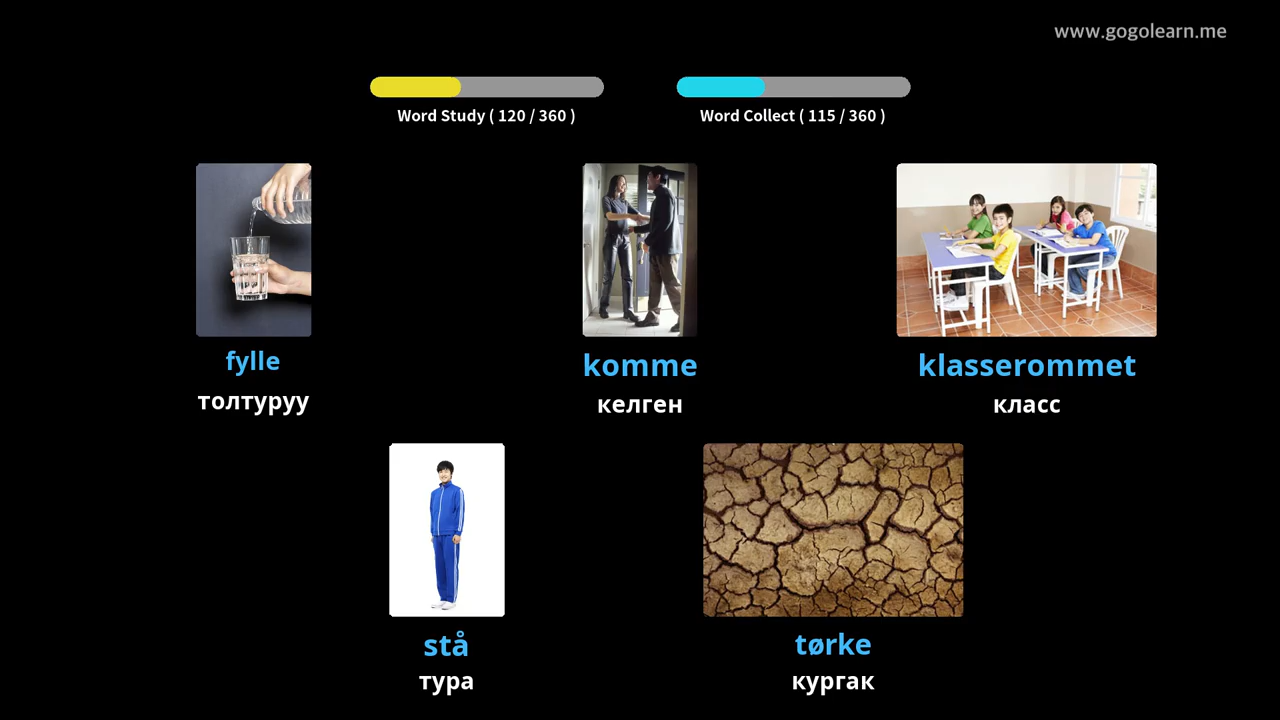 www.gogolearn.me
Word Study ( 120 / 360 )
Word Collect ( 115 / 360 )
fylle
толтуруу
komme
келген
klasserommet
класс
stå
тура
tørke
кургак